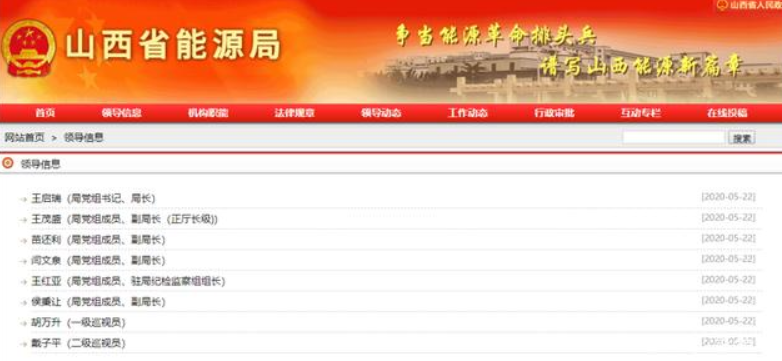 山西省人民政
山西省能源局
争当能源革命排头兵
谱写山西能源新篇章
首页 领导信息 机构职能 法律规章 领导动态 工作动态 行政审批 互动专栏 在线投稿
网站首页 > 领导信息 搜索
领导信息
王启瑞 (局党组书记、局长) [2020-05-22]
王茂盛 (局党组成员、副局长 (正厅长级)) [2020-05-22]
苗还利 (局党组成员、副局长) [2020-05-22]
闫文泉 (局党组成员、副局长) [2020-05-22]
王红亚 (局党组成员、驻局纪检监察组组长) [2020-05-22]
侯秉让 (局党组成员、副局长) [2020-05-22]
胡万升 (一级巡视员) [2020-05-22]
戴子平 (二级巡视员)